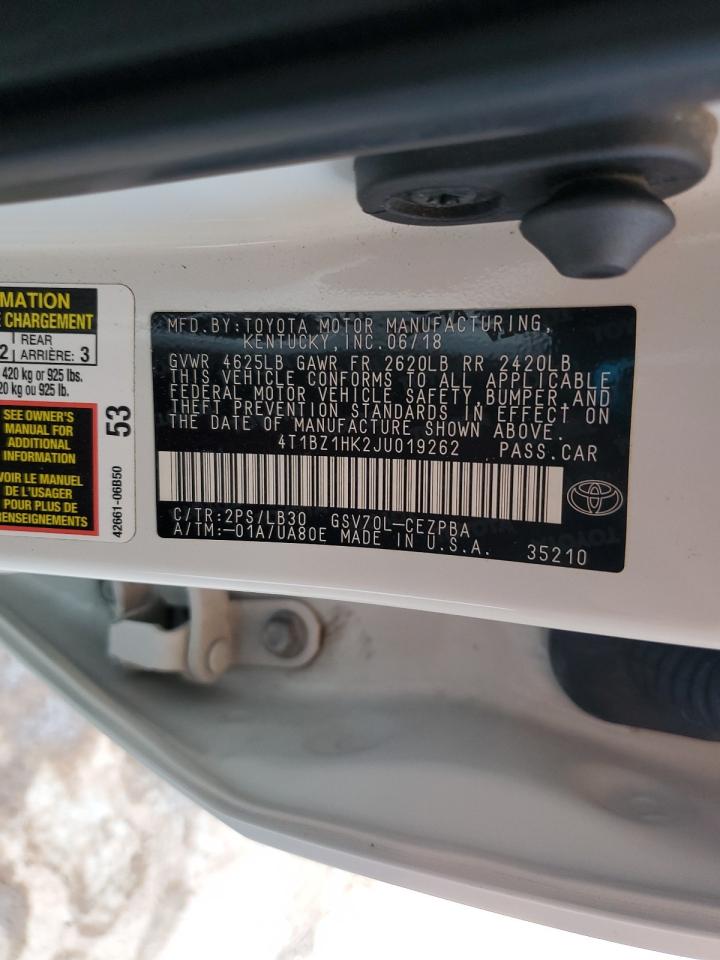 MATION
E CHARGEMENT
REAR
2 ARRIÈRE: 3
420 kg or 925 lbs.
20 kg ou 925 lb.
SEE OWNER'S
MANUAL FOR
ADDITIONAL
INFORMATION
VOIR LE MANUEL
DE L'USAGER
POUR PLUS DE
RENSEIGNEMENTS
53
42661-06B50
MFD.BY:TOYOTA MOTOR MANUFACTURING,
KENTUCKY,INC.06/18
GVWR 4625LB GAWR FR 2620LB RR 2420LB
THIS VEHICLE CONFORMS TO ALL APPLICABLE
FEDERAL MOTOR VEHICLE SAFETY,BUMPER AND
THEFT PREVENTION STANDARDS IN EFFECT ON
THE DATE OF MANUFACTURE SHOWN ABOVE.
4T1BZ1HK2JU019262 PASS.CAR
C/TR:2PS/LB30 GSV70L-CEZPBA
A/TM:-01A/UA80E MADE IN U.S.A. 35210